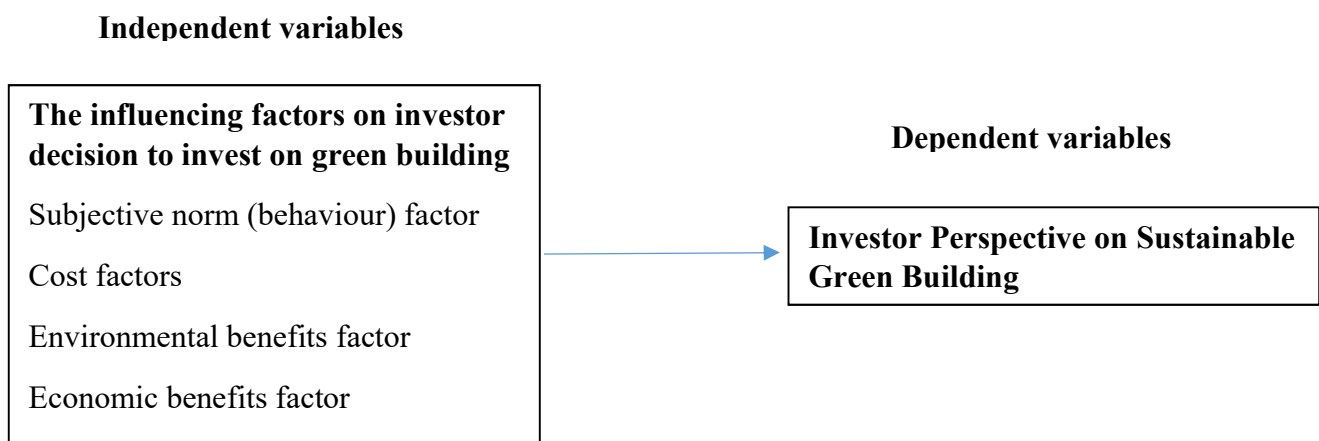 Independent variables
The influencing factors on investor
decision to invest on green building
Subjective norm (behaviour) factor
Cost factors
Environmental benefits factor
Economic benefits factor
Dependent variables
Investor Perspective on Sustainable
Green Building